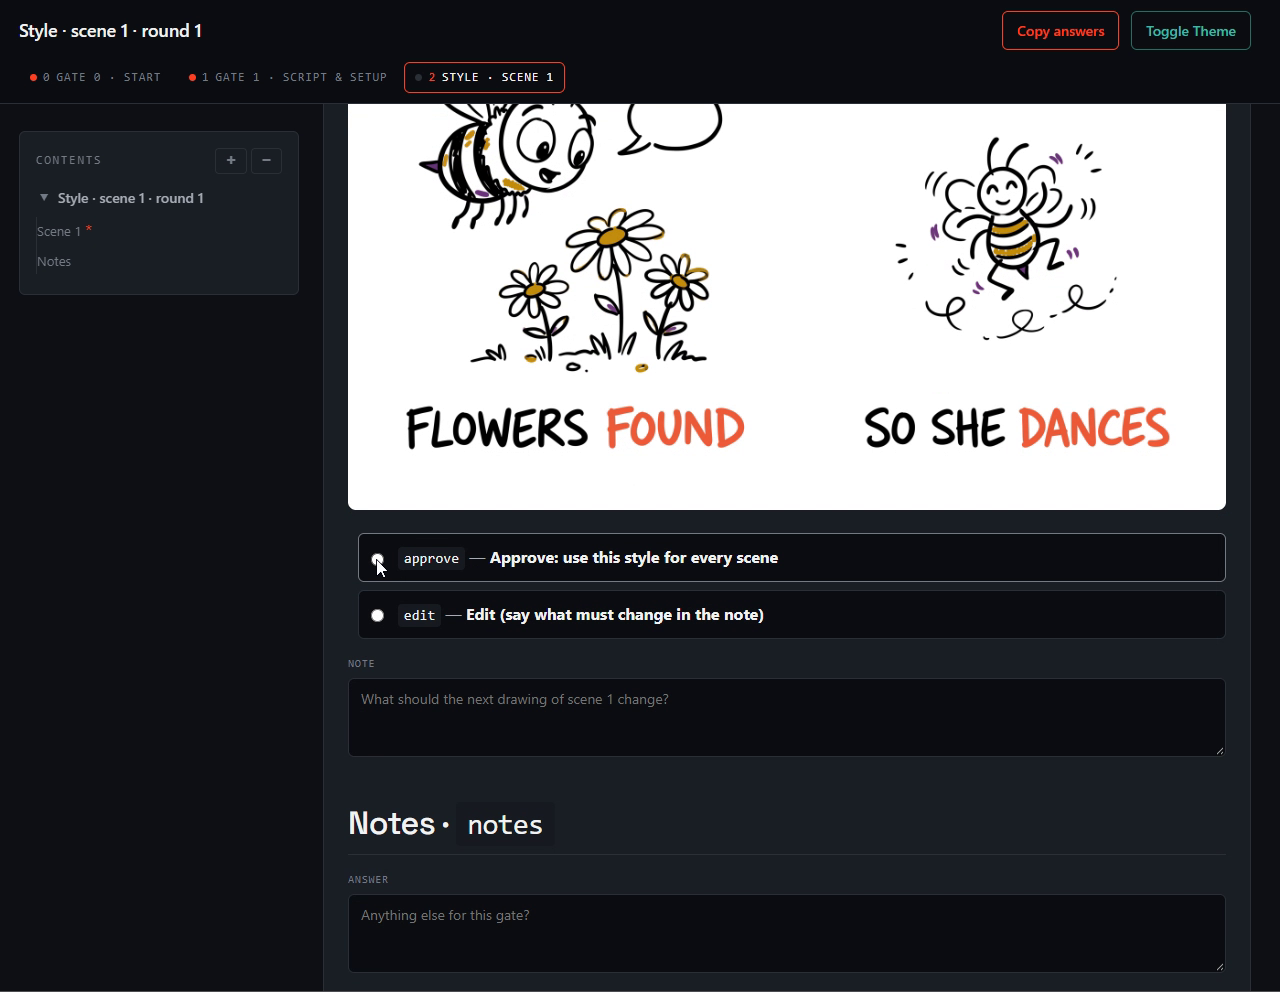 Style · scene 1 · round 1
Copy answers
Toggle Theme
0 GATE 0 · START
1 GATE 1 · SCRIPT & SETUP
2 STYLE · SCENE 1
CONTENTS
+
−
Style · scene 1 · round 1
Scene 1 *
Notes
FLOWERS FOUND
SO SHE DANCES
approve — Approve: use this style for every scene
edit — Edit (say what must change in the note)
NOTE
What should the next drawing of scene 1 change?
Notes · notes
ANSWER
Anything else for this gate?